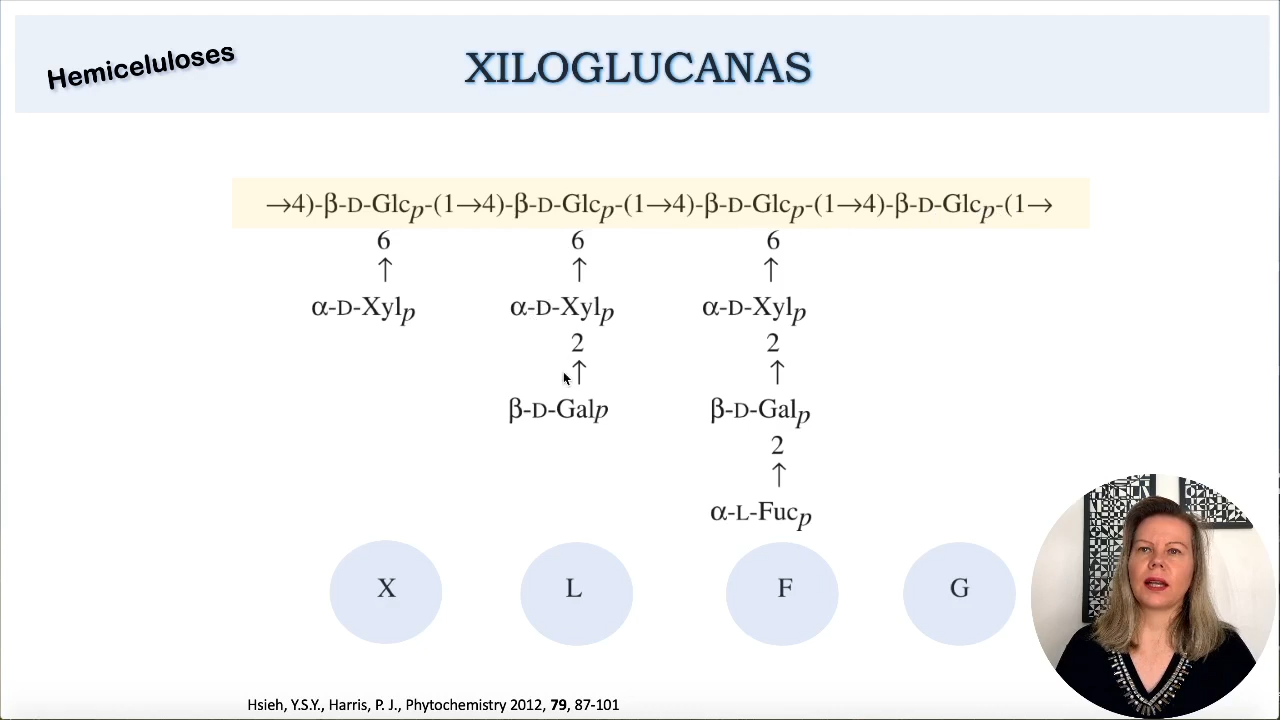 Hemiceluloses
XILOGLUCANAS
→4)-β-D-Glcp-(1→4)-β-D-Glcp-(1→4)-β-D-Glcp-(1→4)-β-D-Glcp-(1→
6 6 6
↑ ↑ ↑
α-D-Xylp α-D-Xylp α-D-Xylp
2 2
↑ ↑
β-D-Galp β-D-Galp
2
↑
α-L-Fucp
X L F G
Hsieh, Y.S.Y., Harris, P. J., Phytochemistry 2012, 79, 87-101